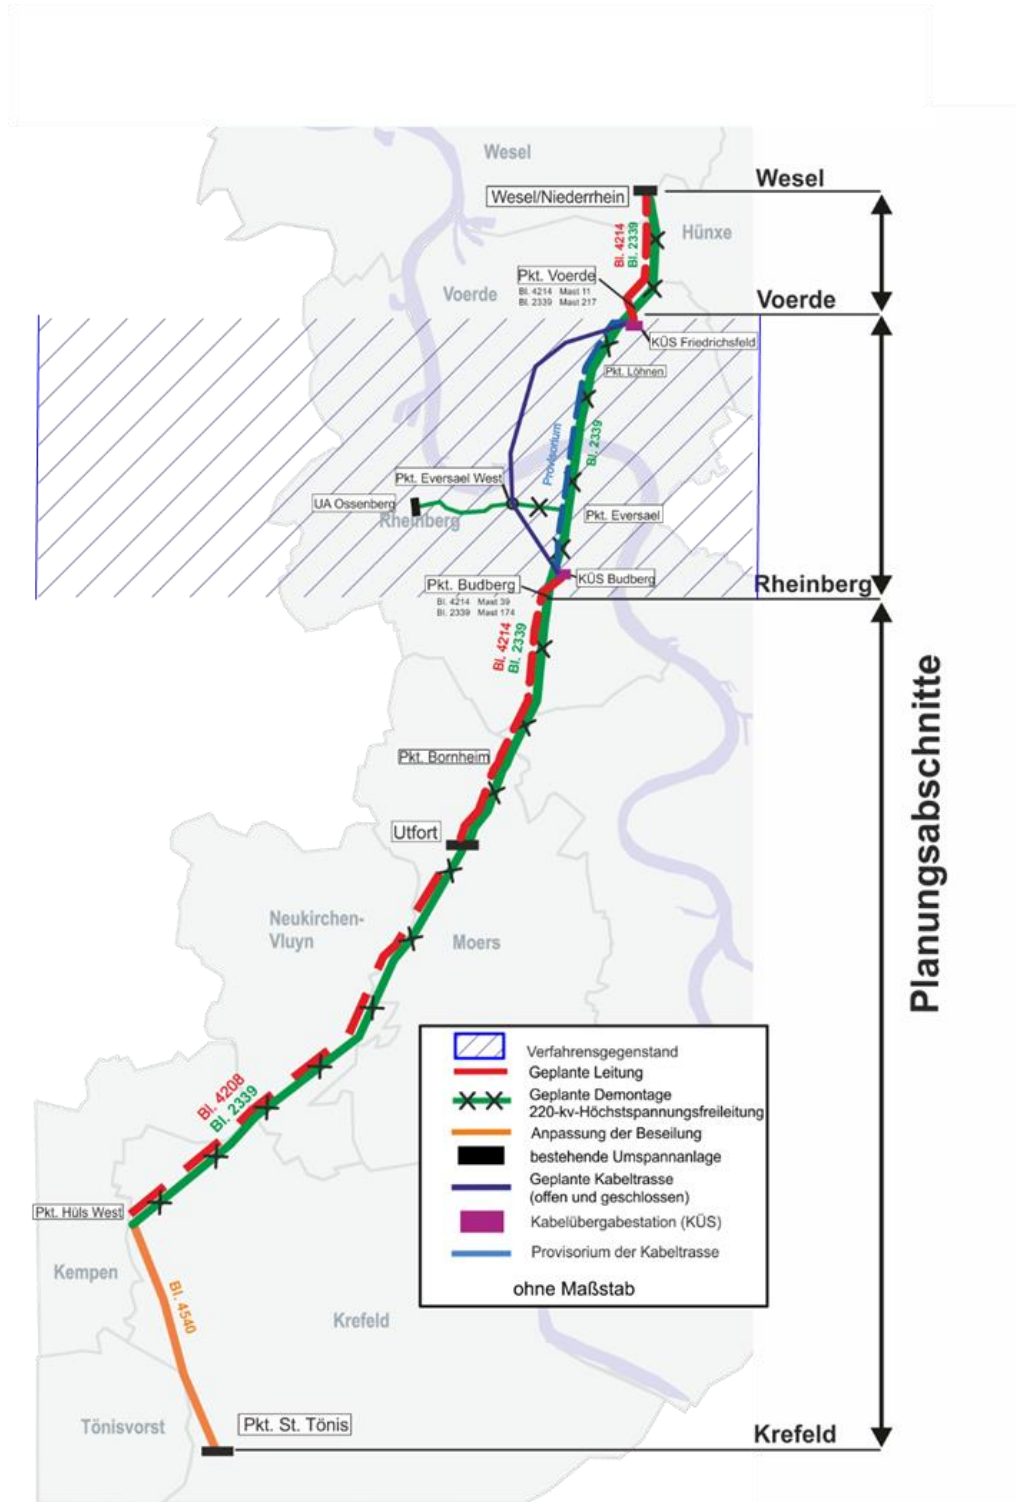 Wesel
Wesel
Wesel/Niederrhein
Hünxe
Bl. 4214
Bl. 2339
Pkt. Voerde
Bl. 4214 Mast 11
Bl. 2339 Mast 217
Voerde
Voerde
KÜS Friedrichsfeld
Pkt. Löhnen
Provisorium
Bl. 2339
Pkt. Eversael West
UA Ossenberg
Rheinberg
Pkt. Eversael
KÜS Budberg
Rheinberg
Pkt. Budberg
Bl. 4214 Mast 39
Bl. 2339 Mast 174
Bl. 4214
Bl. 2339
Planungsabschnitte
Pkt. Bornheim
Utfort
Neukirchen-
Vluyn
Moers
Verfahrensgegenstand
Geplante Leitung
Geplante Demontage
220-kv-Höchstspannungsfreileitung
Anpassung der Beseilung
bestehende Umspannanlage
Geplante Kabeltrasse
(offen und geschlossen)
Kabelübergabestation (KÜS)
Provisorium der Kabeltrasse
ohne Maßstab
Bl. 4208
Bl. 2339
Pkt. Hüls West
Kempen
Bl. 4540
Krefeld
Tönisvorst
Pkt. St. Tönis
Krefeld